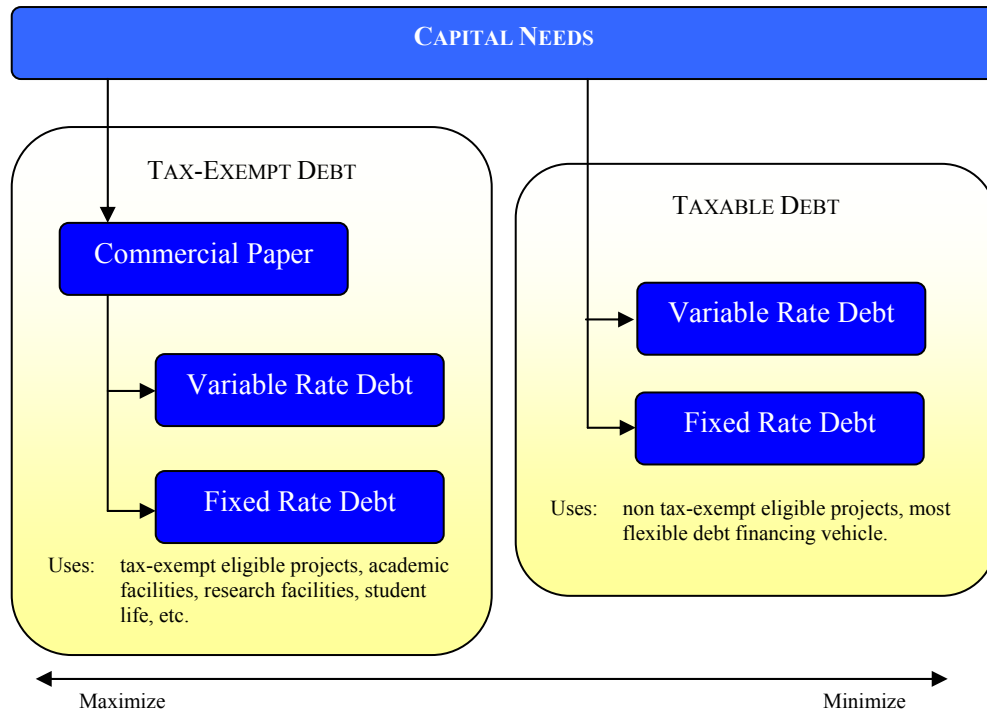 CAPITAL NEEDS
TAX-EXEMPT DEBT
Commercial Paper
Variable Rate Debt
Fixed Rate Debt
Uses: tax-exempt eligible projects, academic
facilities, research facilities, student
life, etc.
TAXABLE DEBT
Variable Rate Debt
Fixed Rate Debt
Uses: non tax-exempt eligible projects, most
flexible debt financing vehicle.
Maximize
Minimize